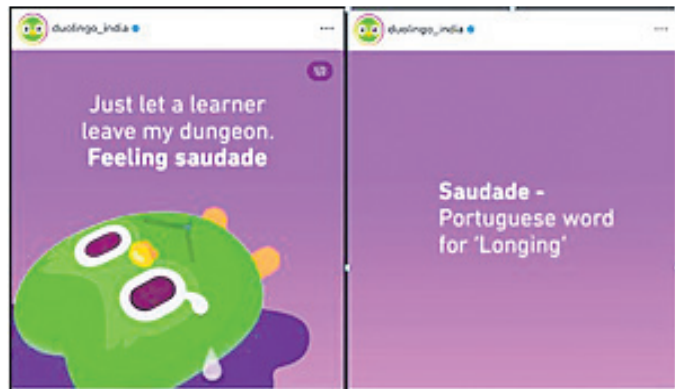 duolingo_india
Just let a learner
leave my dungeon.
Feeling saudade
duolingo_india
Saudade -
Portuguese word
for 'Longing'